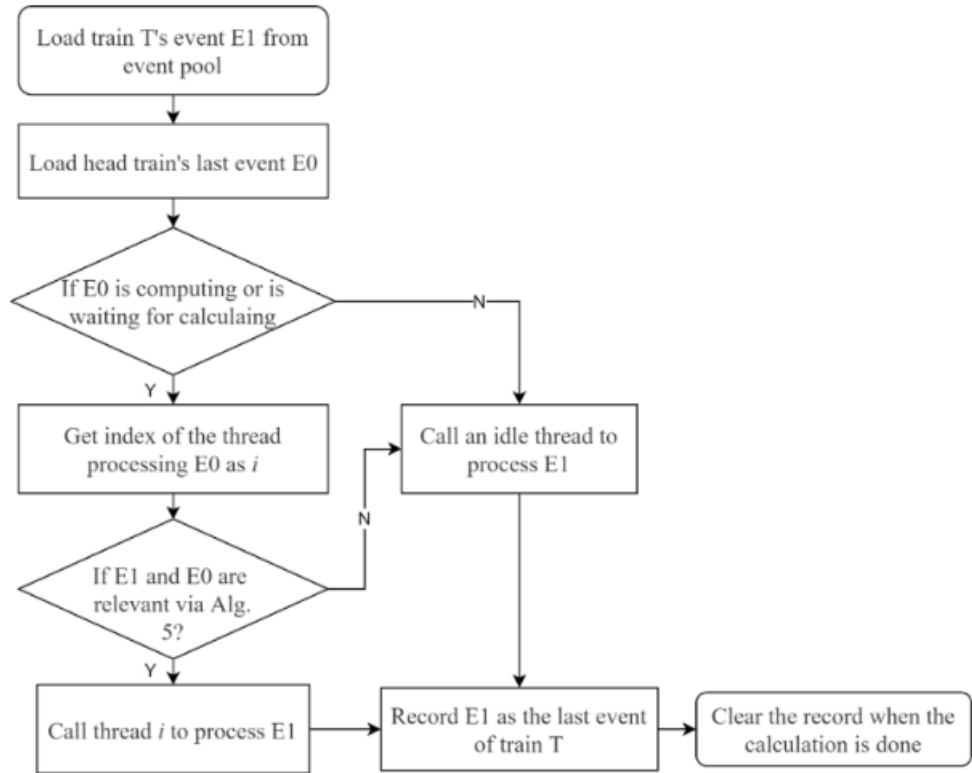 Load train T's event E1 from
event pool
Load head train's last event E0
If E0 is computing or is
waiting for calculaing
N
Y
Get index of the thread
processing E0 as i
Call an idle thread to
process E1
N
If E1 and E0 are
relevant via Alg.
5?
Y
Call thread i to process E1
Record E1 as the last event
of train T
Clear the record when the
calculation is done